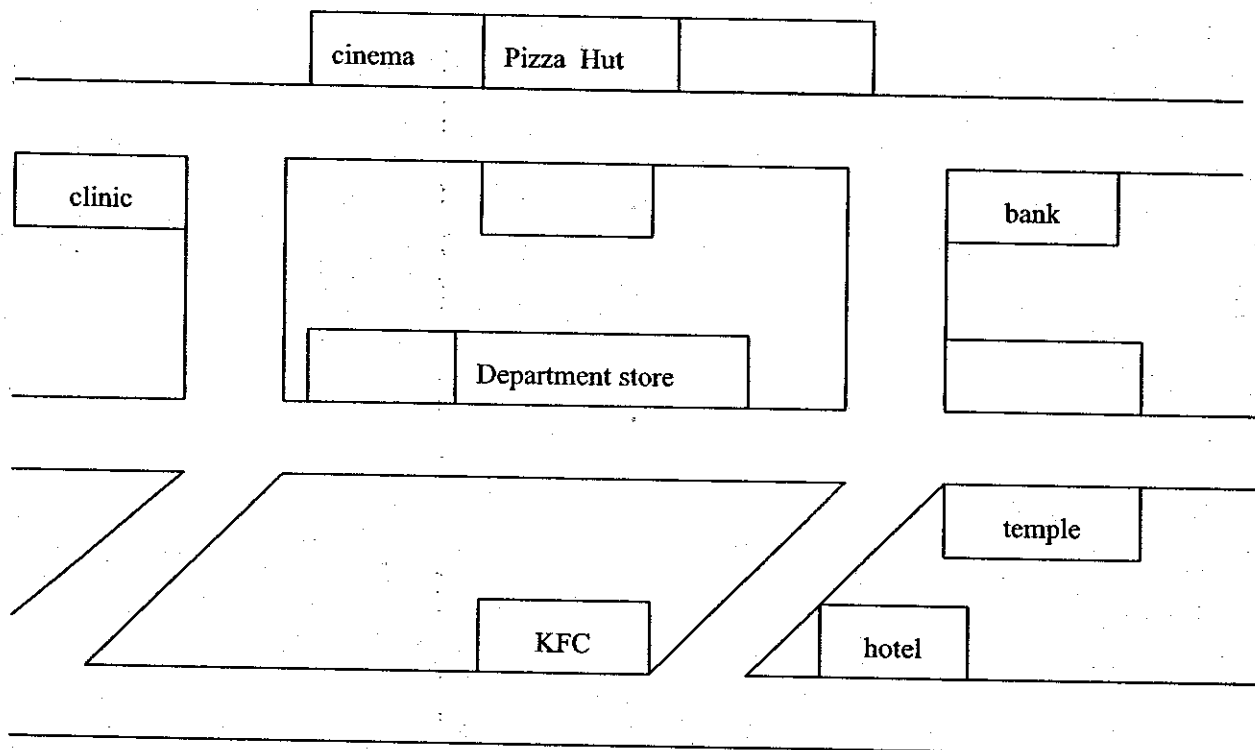 cinema
Pizza Hut
clinic
bank
Department store
temple
KFC
hotel